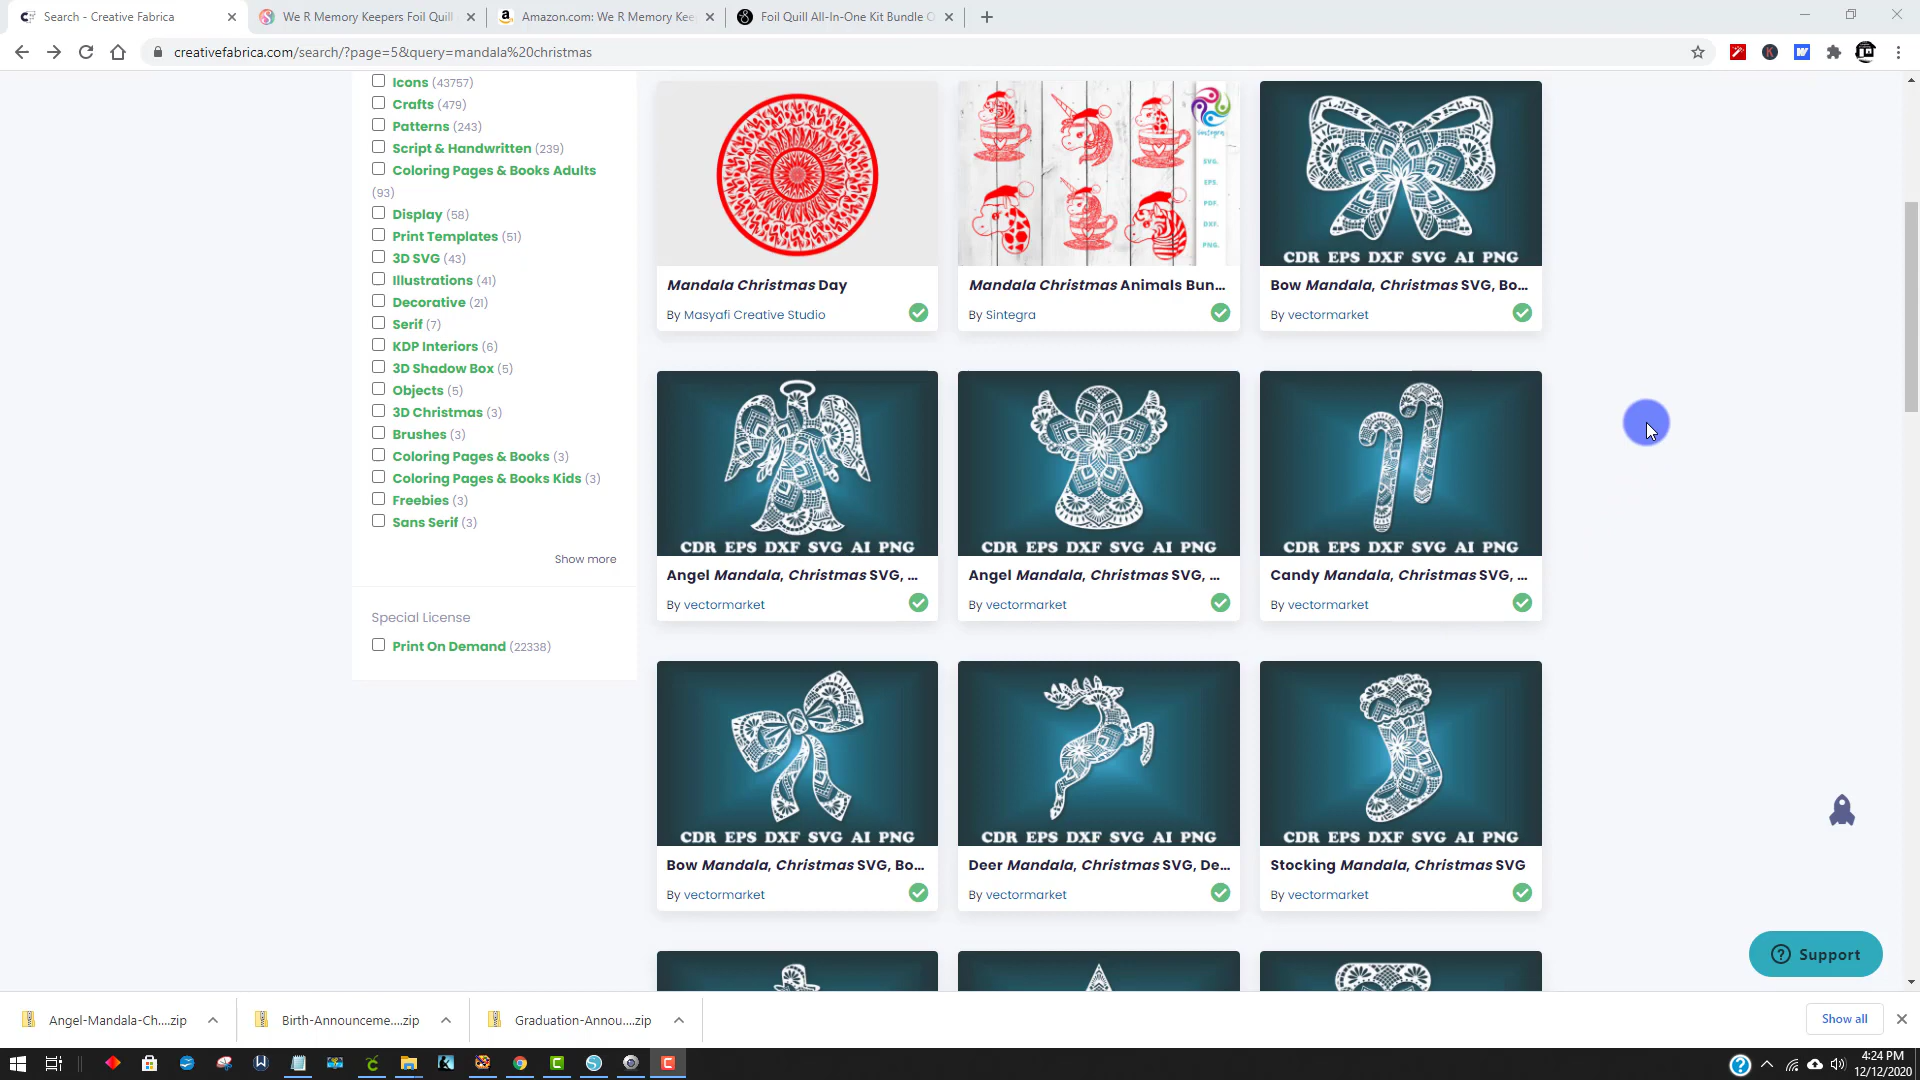 Search - Creative Fabrica
We R Memory Keepers Foil Quill
Amazon.com: We R Memory Kee
Foil Quill All-In-One Kit Bundle O
creativefabrica.com/search/?page=5&query=mandala%20christmas
Icons (43757)
Crafts (479)
Patterns (243)
Script & Handwritten (239)
Coloring Pages & Books Adults
(93)
Display (58)
Print Templates (51)
3D SVG (43)
Illustrations (41)
Decorative (21)
Serif (7)
KDP Interiors (6)
3D Shadow Box (5)
Objects (5)
3D Christmas (3)
Brushes (3)
Coloring Pages & Books (3)
Coloring Pages & Books Kids (3)
Freebies (3)
Sans Serif (3)
Show more
Special License
Print On Demand (22338)
Sintegra
SVG.
EPS.
PDF.
DXF.
PNG.
CDR EPS DXF SVG AI PNG
Mandala Christmas Day
By Masyafi Creative Studio
Mandala Christmas Animals Bun...
By Sintegra
Bow Mandala, Christmas SVG, Bo...
By vectormarket
CDR EPS DXF SVG AI PNG
CDR EPS DXF SVG AI PNG
CDR EPS DXF SVG AI PNG
Angel Mandala, Christmas SVG, ...
By vectormarket
Angel Mandala, Christmas SVG, ...
By vectormarket
Candy Mandala, Christmas SVG, ...
By vectormarket
CDR EPS DXF SVG AI PNG
CDR EPS DXF SVG AI PNG
CDR EPS DXF SVG AI PNG
Bow Mandala, Christmas SVG, Bo...
By vectormarket
Deer Mandala, Christmas SVG, De...
By vectormarket
Stocking Mandala, Christmas SVG
By vectormarket
Support
Angel-Mandala-Ch....zip
Birth-Announceme....zip
Graduation-Annou....zip
Show all
4:24 PM
12/12/2020